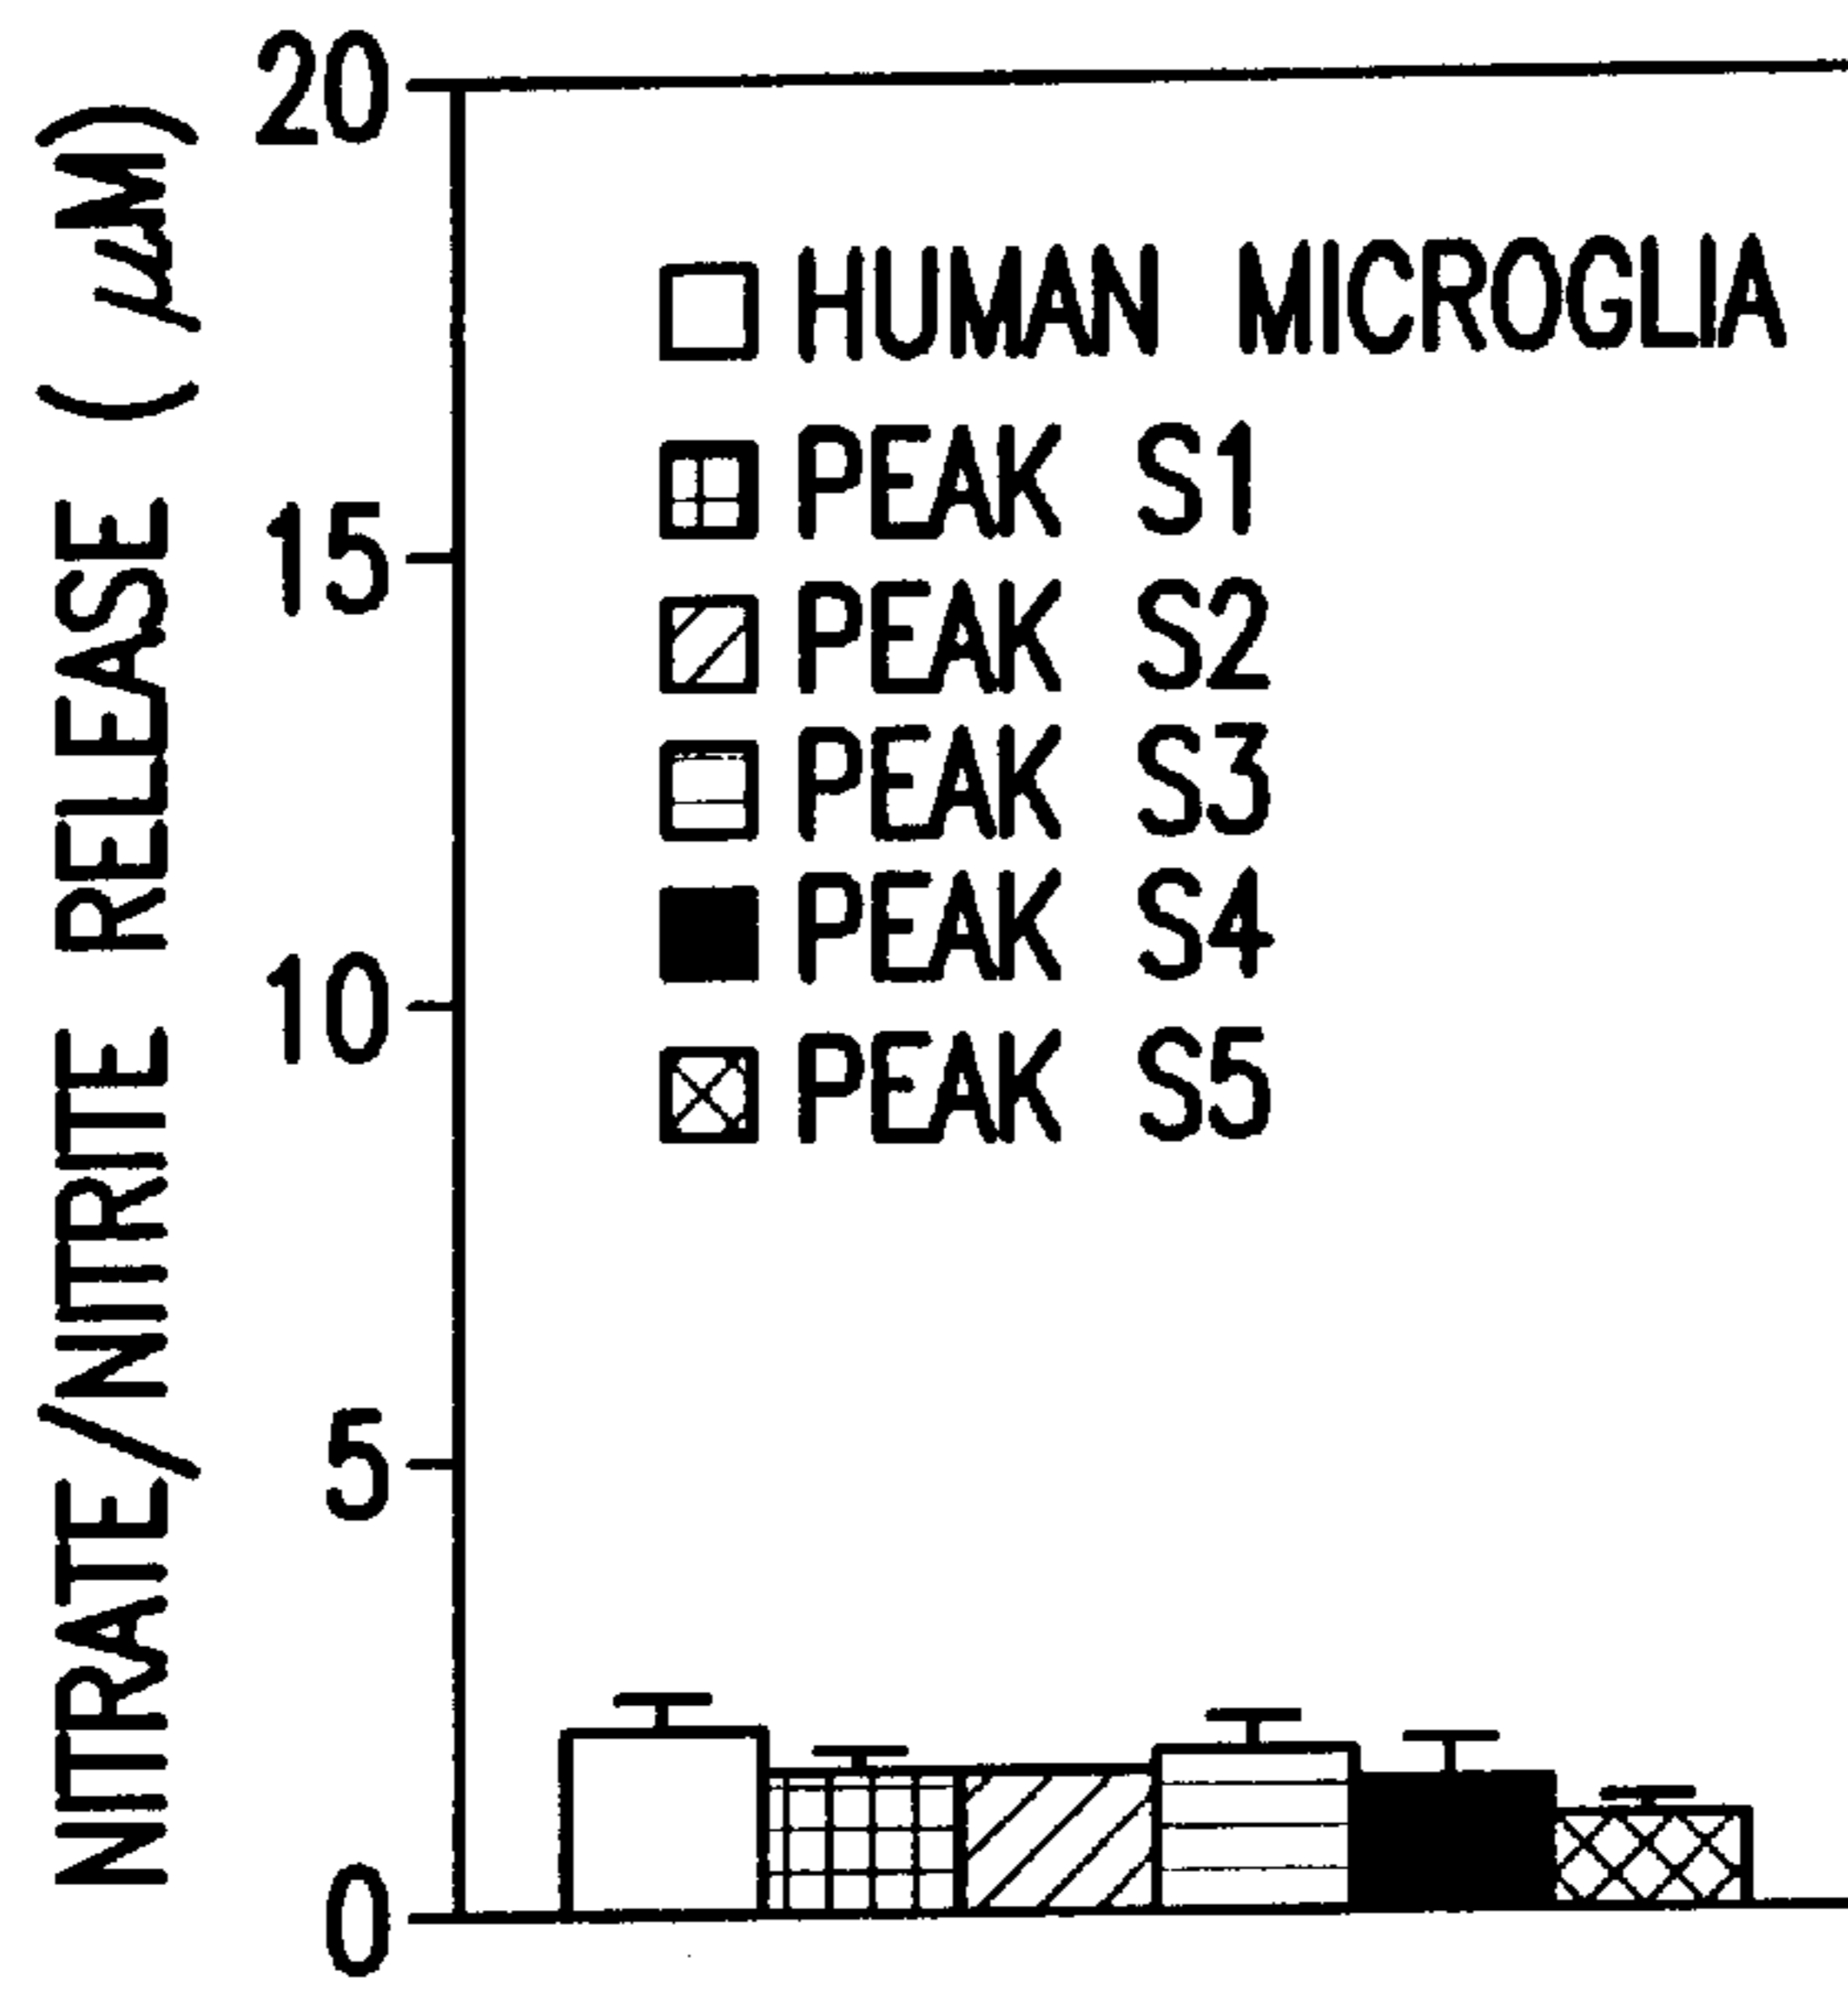 NITRATE/NITRITE RELEASE (μM)
20
15
10
5
0
HUMAN MICROGLIA
PEAK S1
PEAK S2
PEAK S3
PEAK S4
PEAK S5